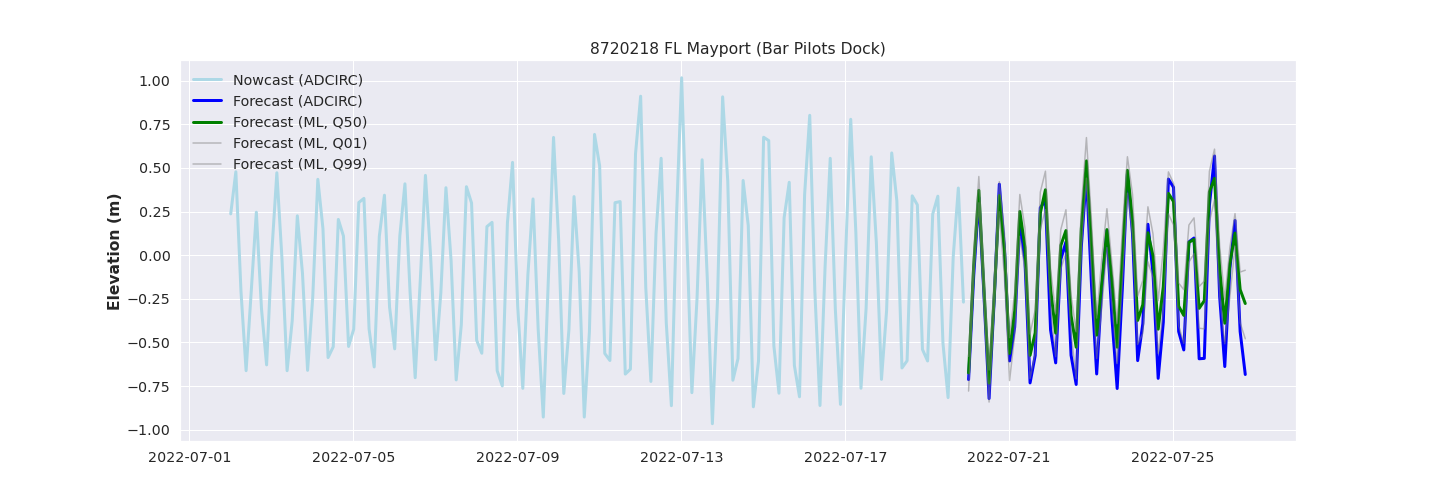 8720218 FL Mayport (Bar Pilots Dock)
Nowcast (ADCIRC)
Forecast (ADCIRC)
Forecast (ML, Q50)
Forecast (ML, Q01)
Forecast (ML, Q99)
Elevation (m)
1.00
0.75
0.50
0.25
0.00
−0.25
−0.50
−0.75
−1.00
2022-07-01 2022-07-05 2022-07-09 2022-07-13 2022-07-17 2022-07-21 2022-07-25